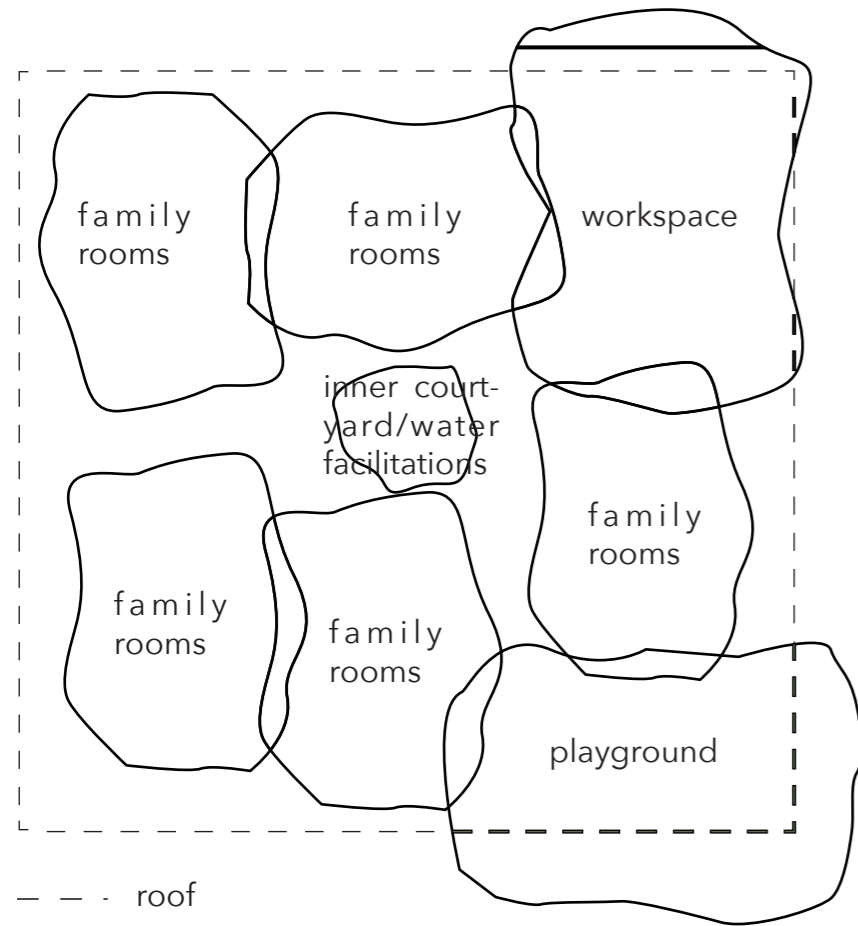 family
rooms
family
rooms
workspace
inner court-
yard/water
facilitations
family
rooms
family
rooms
family
rooms
playground
roof